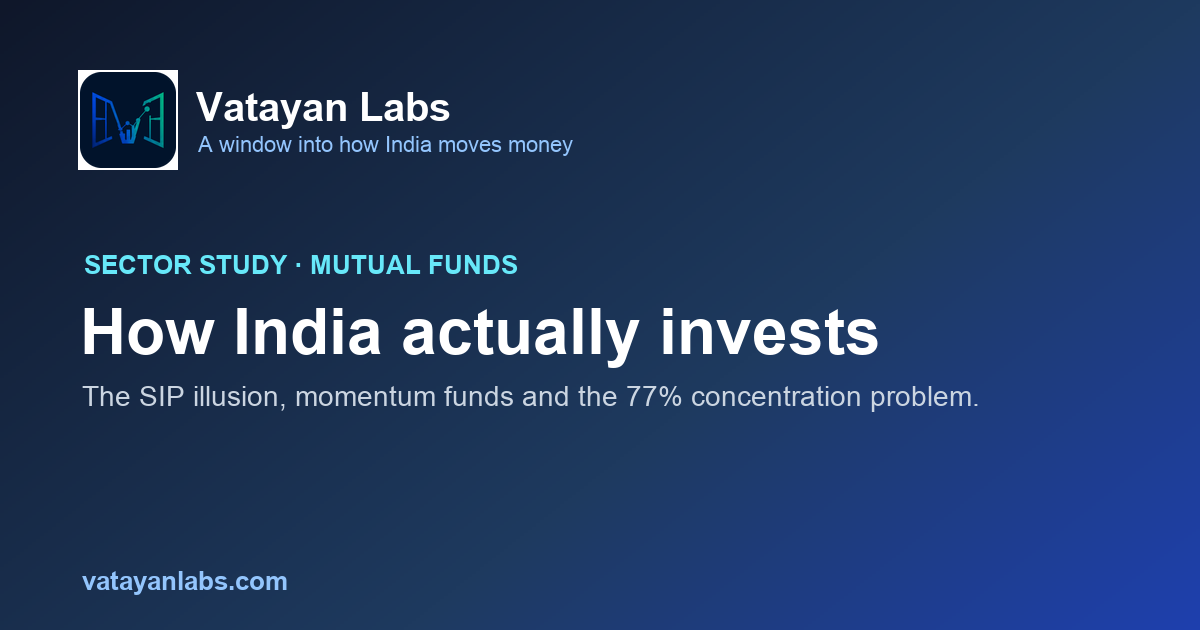 Vatayan Labs
A window into how India moves money
SECTOR STUDY · MUTUAL FUNDS
How India actually invests
The SIP illusion, momentum funds and the 77% concentration problem.
vatayanlabs.com